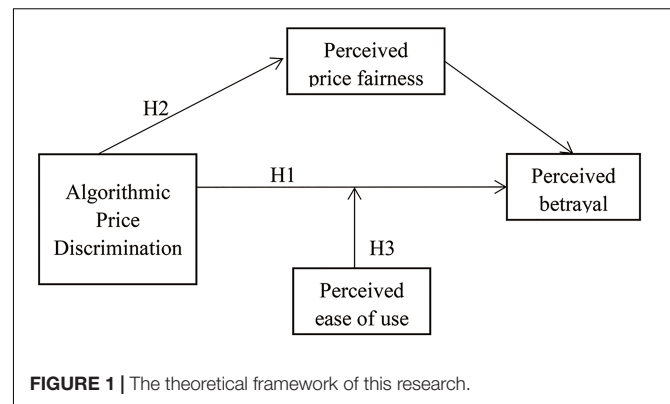 Perceived
price fairness
H2
H1
Algorithmic
Price
Discrimination
Perceived
betrayal
H3
Perceived
ease of use
FIGURE 1 | The theoretical framework of this research.